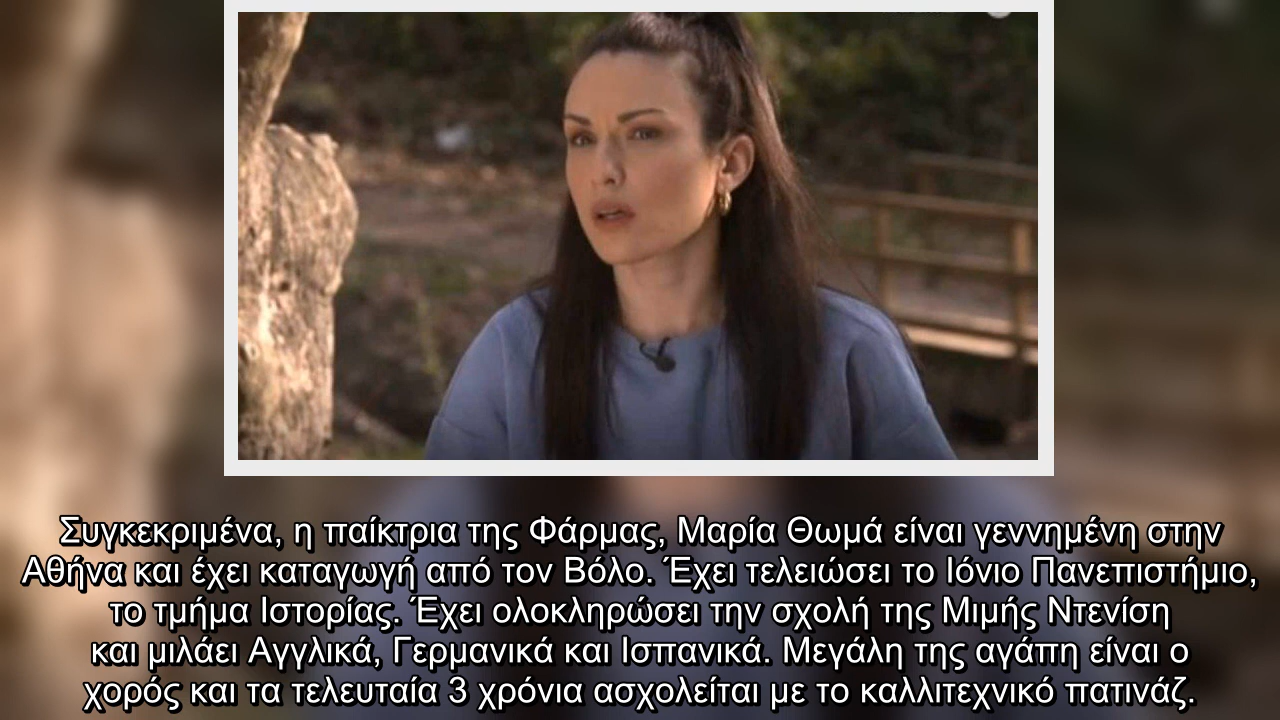 Συγκεκριμένα, η παίκτρια της Φάρμας, Μαρία Θωμά είναι γεννημένη στην
Αθήνα και έχει καταγωγή από τον Βόλο. Έχει τελειώσει το Ιόνιο Πανεπιστήμιο,
το τμήμα Ιστορίας. Έχει ολοκληρώσει την σχολή της Μιμής Ντενίση
και μιλάει Αγγλικά, Γερμανικά και Ισπανικά. Μεγάλη της αγάπη είναι ο
χορός και τα τελευταία 3 χρόνια ασχολείται με το καλλιτεχνικό πατινάζ.